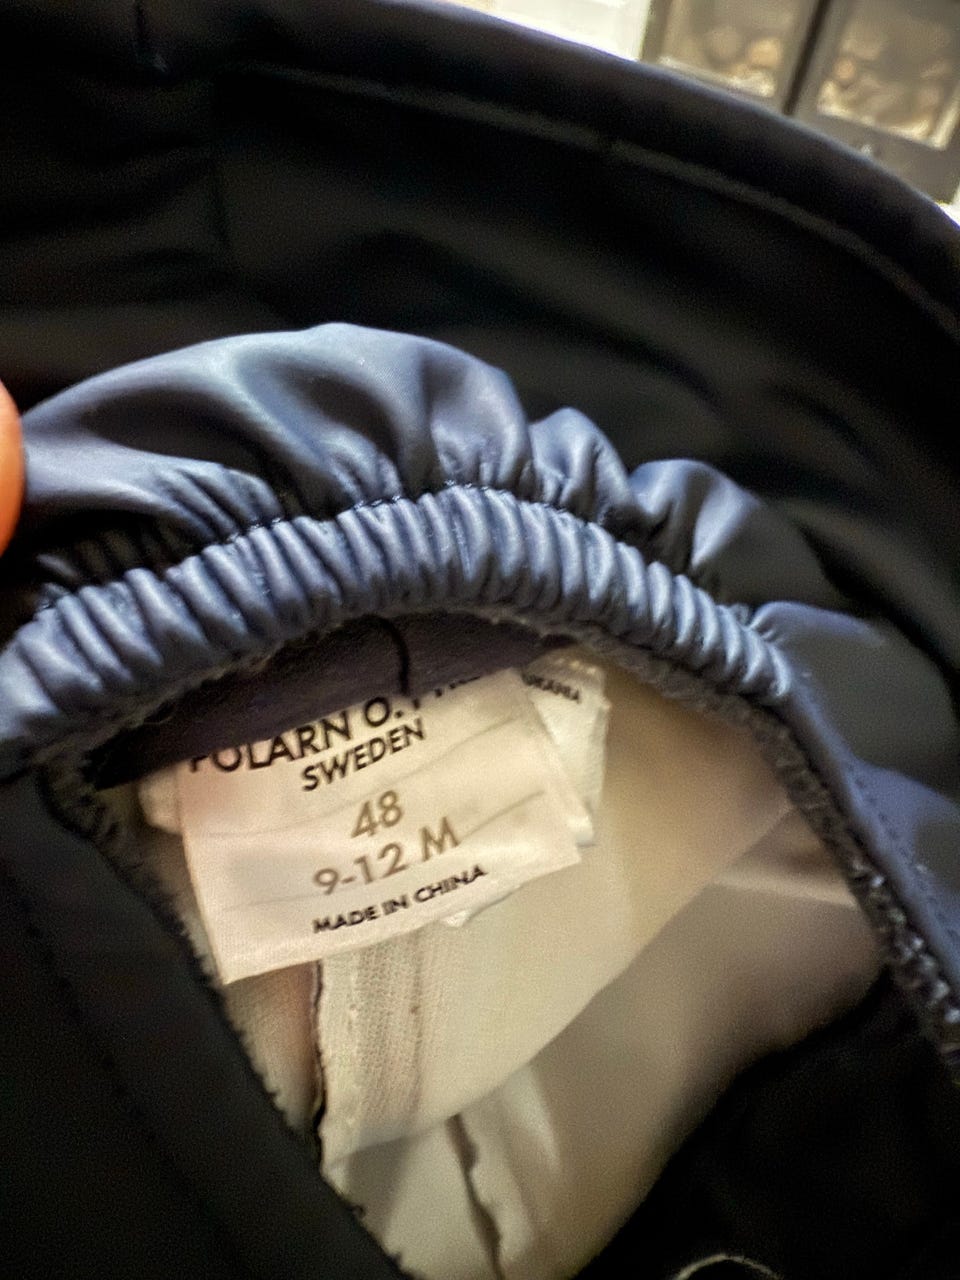 POLARN O.
SWEDEN
48
9-12 M
MADE IN CHINA